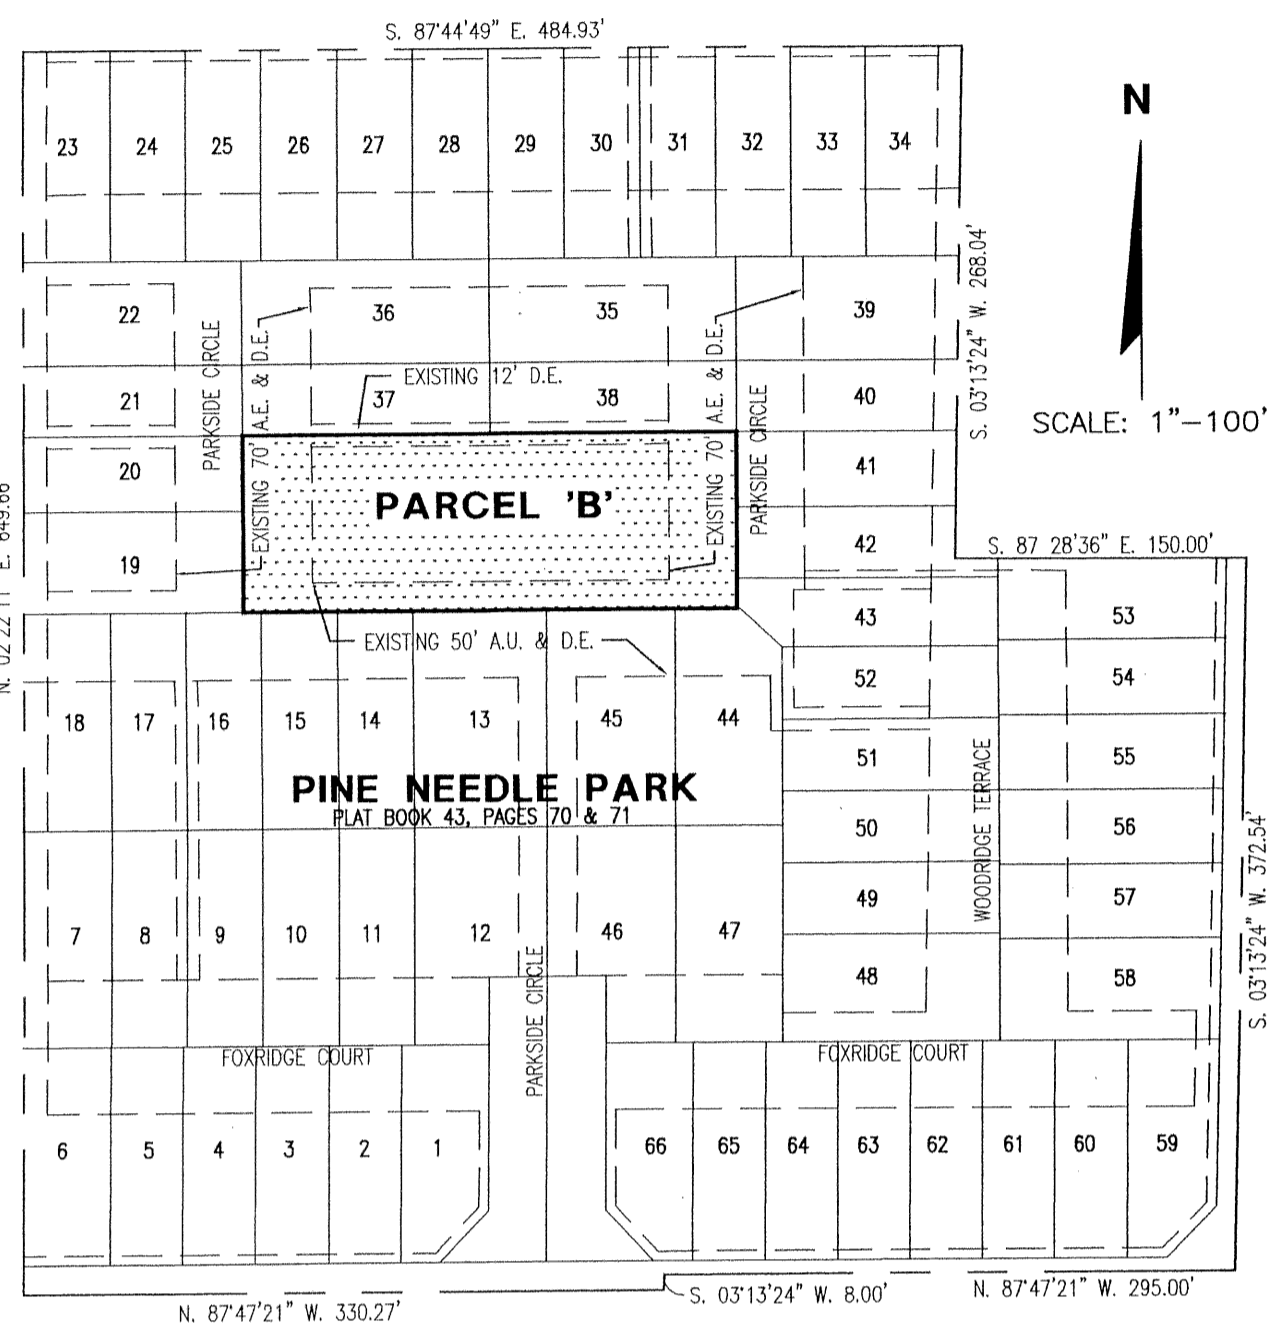 S. 87°44'49" E. 484.93'
N
23 24 25 26 27 28 29 30 31 32 33 34
S. 03°13'24" W. 268.04'
22 36 35 39
PARKSIDE CIRCLE
EXISTING 70' A.E. & D.E.
EXISTING 70' A.E. & D.E.
PARKSIDE CIRCLE
EXISTING 12' D.E.
21 37 38 40
SCALE: 1"-100'
20 41
PARCEL 'B'
N. 02°22'11" E. 649.66'
19 42
S. 87 28'36" E. 150.00'
43 53
EXISTING 50' A.U. & D.E.
52 54
18 17 16 15 14 13 45 44
51 55
PINE NEEDLE PARK
PLAT BOOK 43, PAGES 70 & 71
WOODRIDGE TERRACE
50 56
S. 03°13'24" W. 372.54'
49 57
7 8 9 10 11 12 46 47
48 58
PARKSIDE CIRCLE
FOXRIDGE COURT
FOXRIDGE COURT
6 5 4 3 2 1 66 65 64 63 62 61 60 59
N. 87°47'21" W. 330.27'
S. 03°13'24" W. 8.00'
N. 87°47'21" W. 295.00'